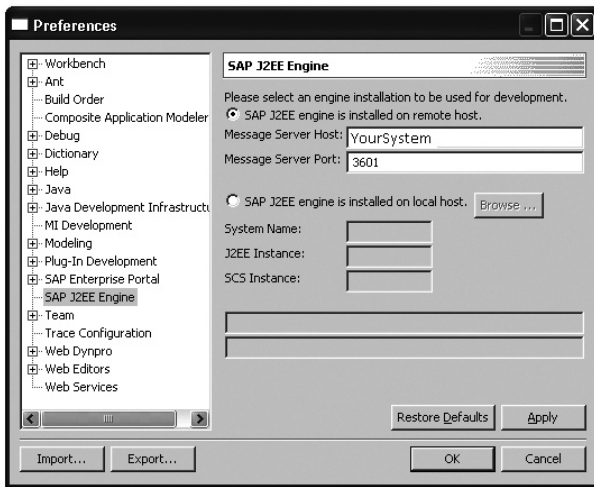 Preferences
Workbench
Ant
Build Order
Composite Application Modeler
Debug
Dictionary
Help
Java
Java Development Infrastructu
MI Development
Modeling
Plug-In Development
SAP Enterprise Portal
SAP J2EE Engine
Team
Trace Configuration
Web Dynpro
Web Editors
Web Services
SAP J2EE Engine
Please select an engine installation to be used for development.
SAP J2EE engine is installed on remote host.
Message Server Host: YourSystem
Message Server Port: 3601
SAP J2EE engine is installed on local host. Browse ...
System Name:
J2EE Instance:
SCS Instance:
Restore Defaults Apply
Import... Export... OK Cancel